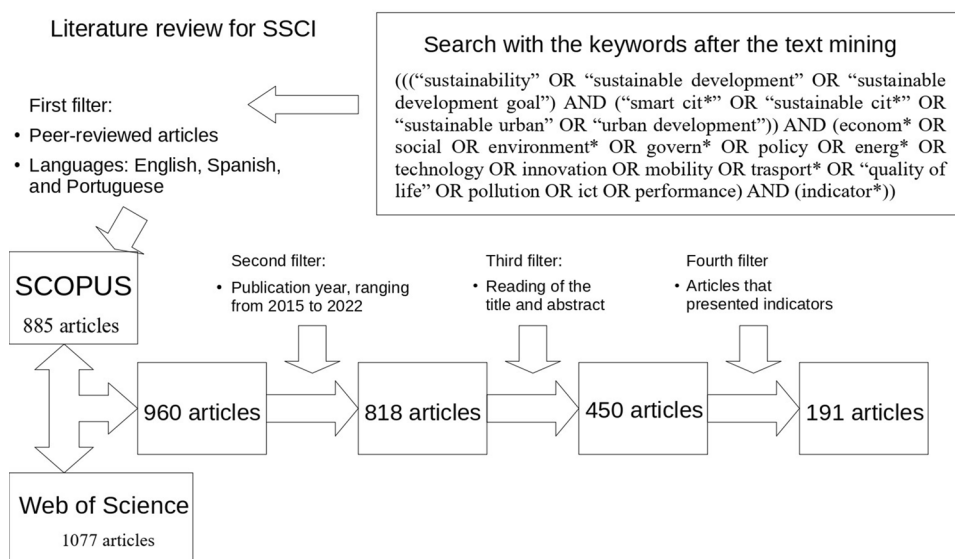 Literature review for SSCI
Search with the keywords after the text mining
(((“sustainability” OR “sustainable development” OR “sustainable
development goal”) AND (“smart cit*” OR “sustainable cit*” OR
“sustainable urban” OR “urban development”)) AND (econom* OR
social OR environment* OR govern* OR policy OR energ* OR
technology OR innovation OR mobility OR trasport* OR “quality of
life” OR pollution OR ict OR performance) AND (indicator*))
First filter:
• Peer-reviewed articles
• Languages: English, Spanish,
and Portuguese
SCOPUS
885 articles
Second filter:
• Publication year, ranging
from 2015 to 2022
Third filter:
• Reading of the
title and abstract
Fourth filter
• Articles that
presented indicators
960 articles
818 articles
450 articles
191 articles
Web of Science
1077 articles